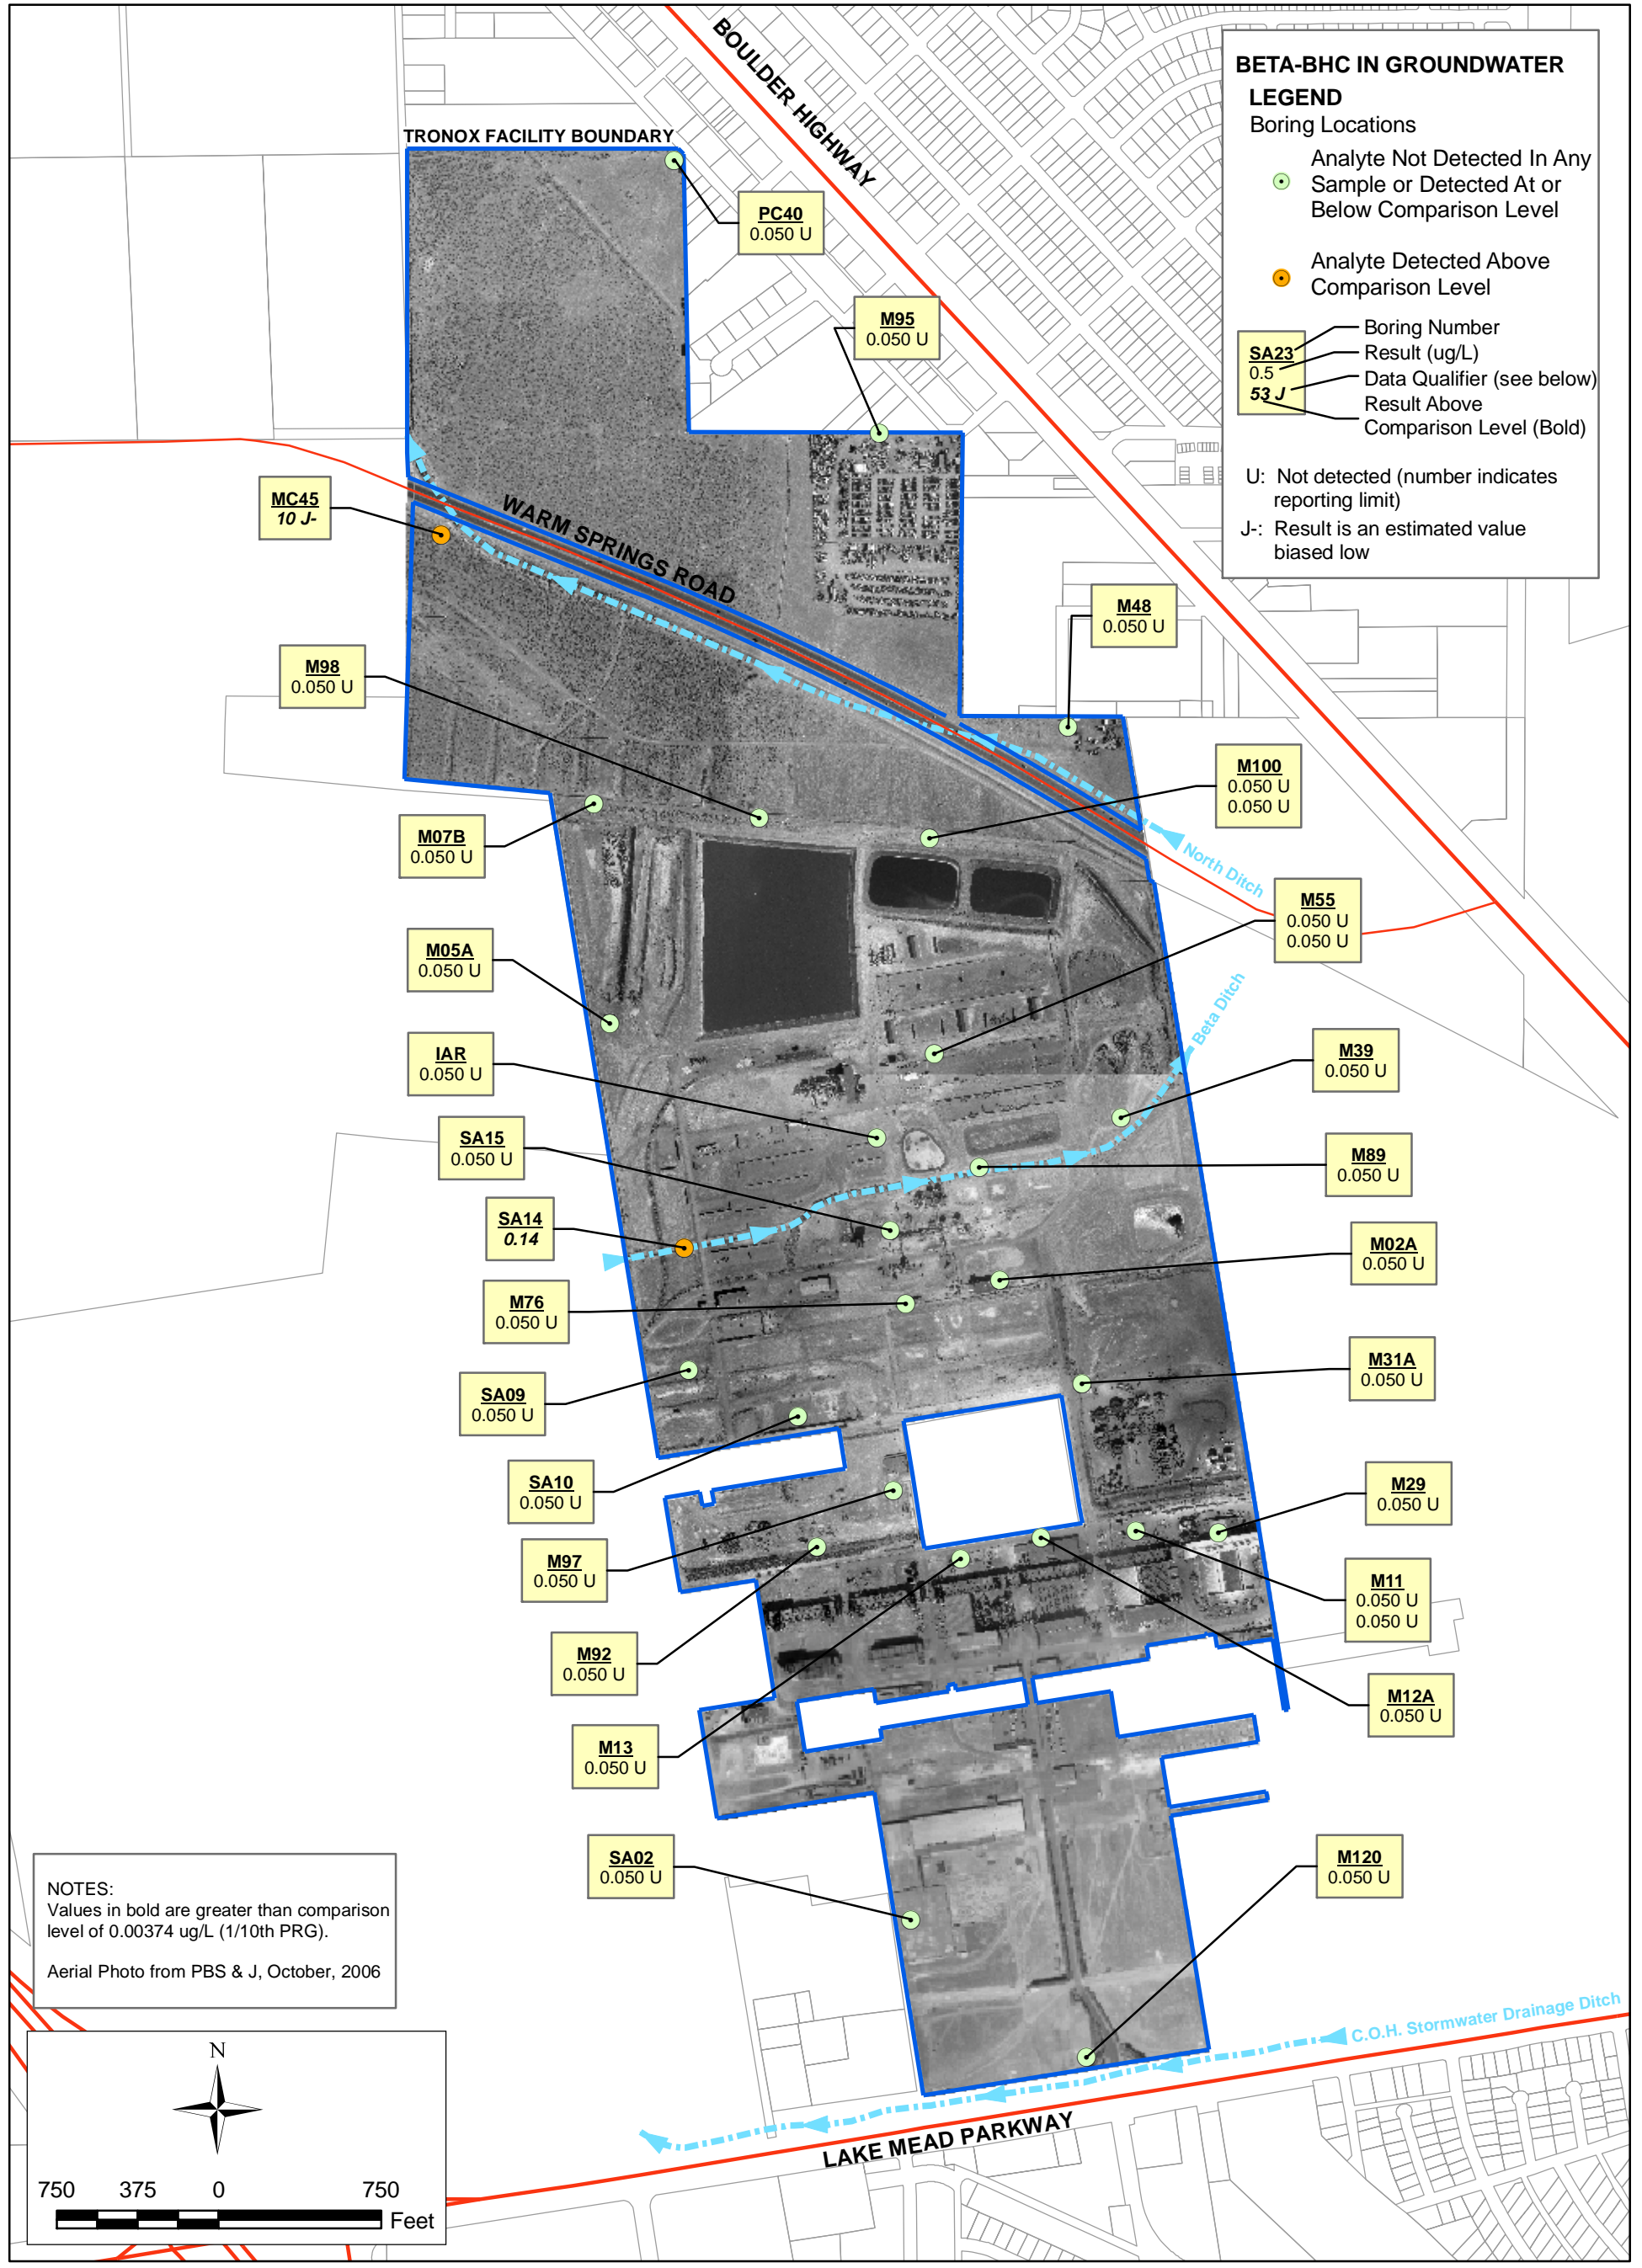 BOULDER HIGHWAY
TRONOX FACILITY BOUNDARY
BETA-BHC IN GROUNDWATER
LEGEND
Boring Locations
Analyte Not Detected In Any
Sample or Detected At or
Below Comparison Level
Analyte Detected Above
Comparison Level
SA23
0.5
53 J
Boring Number
Result (ug/L)
Data Qualifier (see below)
Result Above
Comparison Level (Bold)
U: Not detected (number indicates
reporting limit)
J-: Result is an estimated value
biased low
PC40
0.050 U
M95
0.050 U
MC45
10 J-
WARM SPRINGS ROAD
M48
0.050 U
M98
0.050 U
M100
0.050 U
0.050 U
M07B
0.050 U
North Ditch
M55
0.050 U
0.050 U
M05A
0.050 U
Beta Ditch
IAR
0.050 U
M39
0.050 U
SA15
0.050 U
M89
0.050 U
SA14
0.14
M02A
0.050 U
M76
0.050 U
M31A
0.050 U
SA09
0.050 U
SA10
0.050 U
M29
0.050 U
M97
0.050 U
M11
0.050 U
0.050 U
M92
0.050 U
M12A
0.050 U
M13
0.050 U
SA02
0.050 U
M120
0.050 U
NOTES:
Values in bold are greater than comparison
level of 0.00374 ug/L (1/10th PRG).
Aerial Photo from PBS & J, October, 2006
C.O.H. Stormwater Drainage Ditch
LAKE MEAD PARKWAY
N
750 375 0 750
Feet